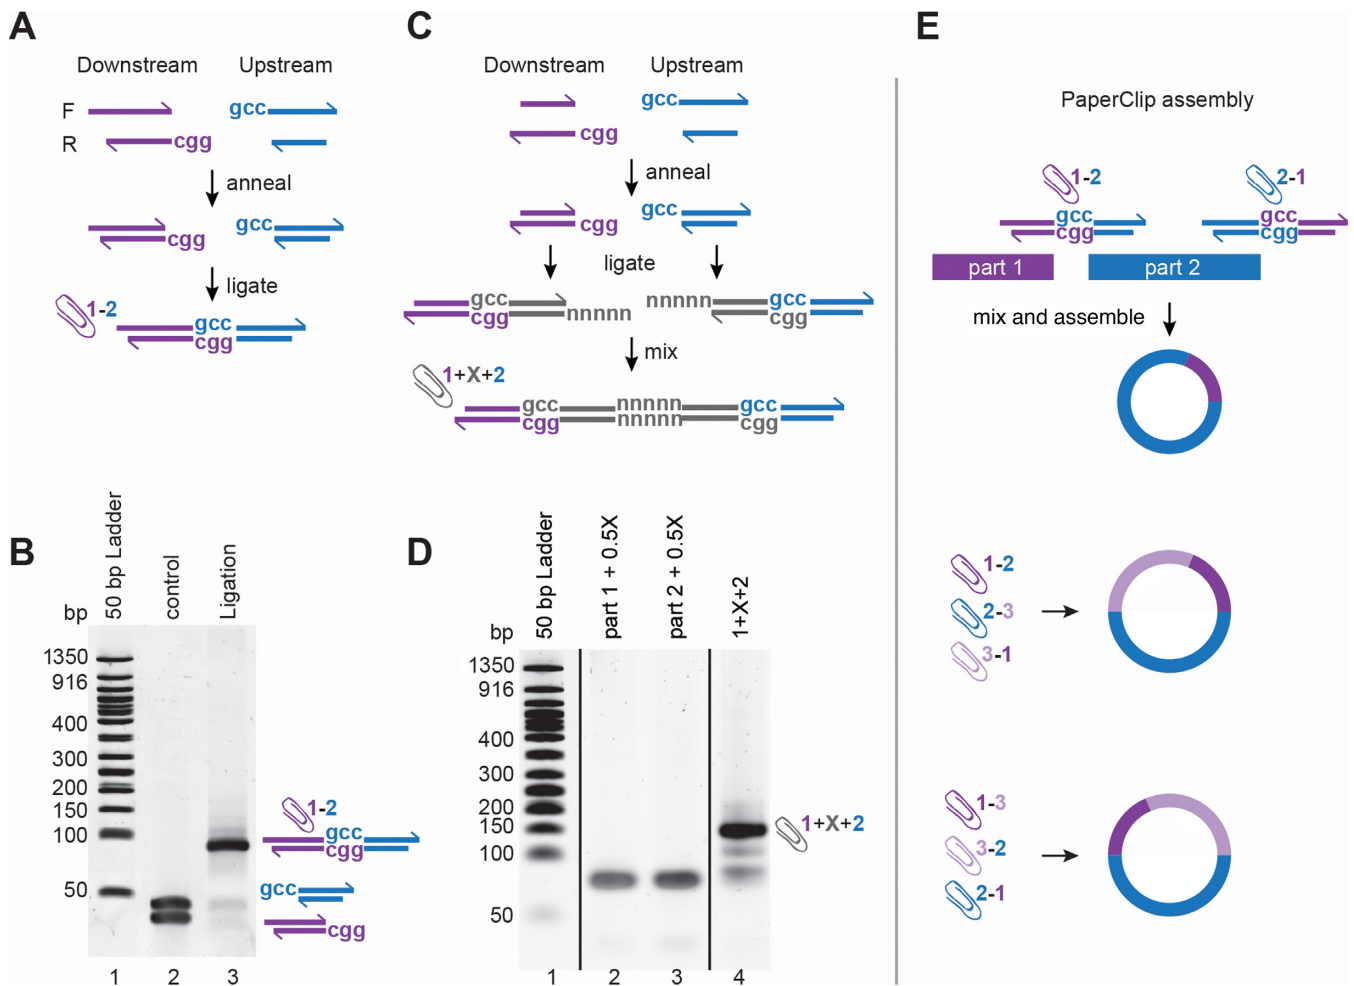 A
Downstream Upstream
F gcc
R cgg
anneal
gcc
cgg
ligate
1-2
gcc
cgg
B
bp
50 bp Ladder
control
Ligation
1350
916
400
300
200
150
100
50
1-2
gcc
cgg
gcc
cgg
1 2 3
C
Downstream Upstream
gcc
cgg
anneal
gcc
cgg
ligate
gcc nnnnn
cgg nnnnn
gcc
cgg
mix
1+X+2
gcc nnnnn gcc
cgg nnnnn cgg
D
bp
50 bp Ladder
part 1 + 0.5X
part 2 + 0.5X
1+X+2
1350
916
400
300
200
150
100
50
1+X+2
1 2 3 4
E
PaperClip assembly
1-2 2-1
gcc gcc
cgg cgg
part 1 part 2
mix and assemble
1-2
2-3
3-1
1-3
3-2
2-1